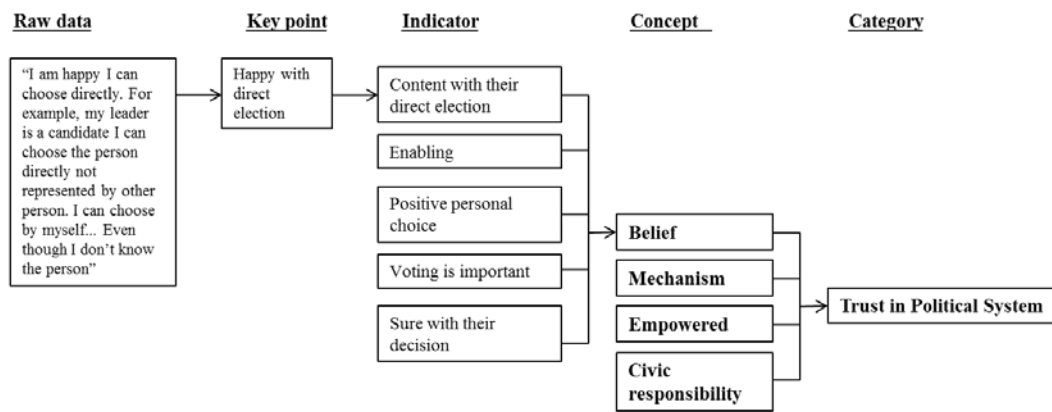 Raw data
Key point
Indicator
Concept
Category
“I am happy I can
choose directly. For
example, my leader
is a candidate I can
choose the person
directly not
represented by other
person. I can choose
by myself... Even
though I don’t know
the person”
Happy with
direct
election
Content with their
direct election
Enabling
Positive personal
choice
Voting is important
Sure with their
decision
Belief
Mechanism
Empowered
Civic
responsibility
Trust in Political System